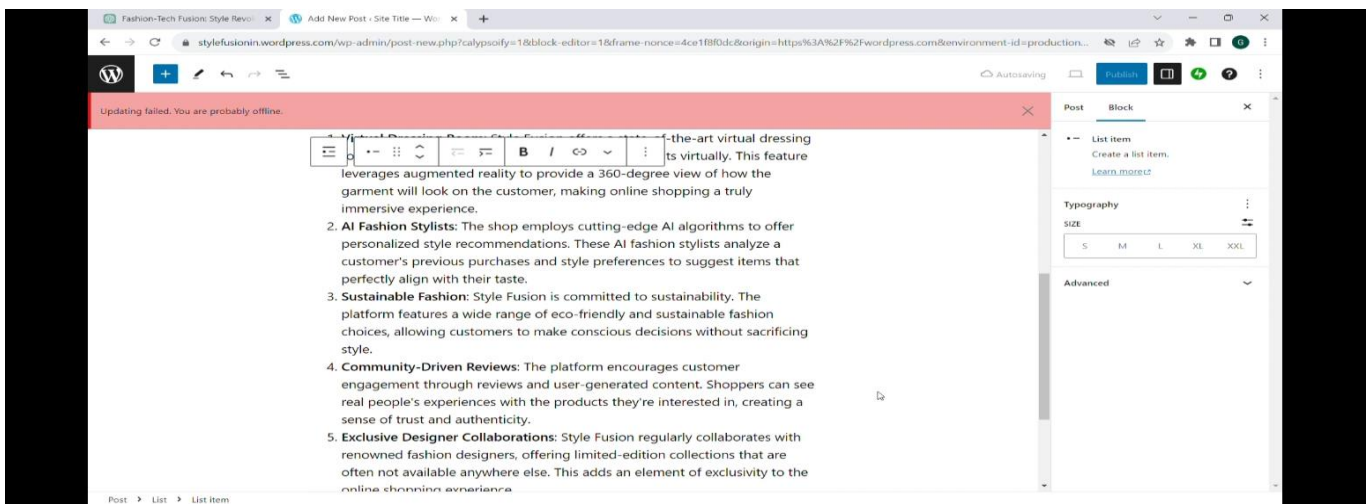 Fashion-Tech Fusion: Style Revol
Add New Post ‹ Site Title — Wor
stylefusionin.wordpress.com/wp-admin/post-new.php?calypsoify=1&block-editor=1&frame-nonce=4ce1f8f0dc&origin=https%3A%2F%2Fwordpress.com&environment-id=production...
G
Autosaving
Publish
Updating failed. You are probably offline.
Post Block
List item
Create a list item.
Learn more
Typography
SIZE
S M L XL XXL
Advanced
B I
-of-the-art virtual dressing
ts virtually. This feature
leverages augmented reality to provide a 360-degree view of how the
garment will look on the customer, making online shopping a truly
immersive experience.
2. AI Fashion Stylists: The shop employs cutting-edge AI algorithms to offer
personalized style recommendations. These AI fashion stylists analyze a
customer's previous purchases and style preferences to suggest items that
perfectly align with their taste.
3. Sustainable Fashion: Style Fusion is committed to sustainability. The
platform features a wide range of eco-friendly and sustainable fashion
choices, allowing customers to make conscious decisions without sacrificing
style.
4. Community-Driven Reviews: The platform encourages customer
engagement through reviews and user-generated content. Shoppers can see
real people's experiences with the products they're interested in, creating a
sense of trust and authenticity.
5. Exclusive Designer Collaborations: Style Fusion regularly collaborates with
renowned fashion designers, offering limited-edition collections that are
often not available anywhere else. This adds an element of exclusivity to the
online shopping experience.
Post > List > List item